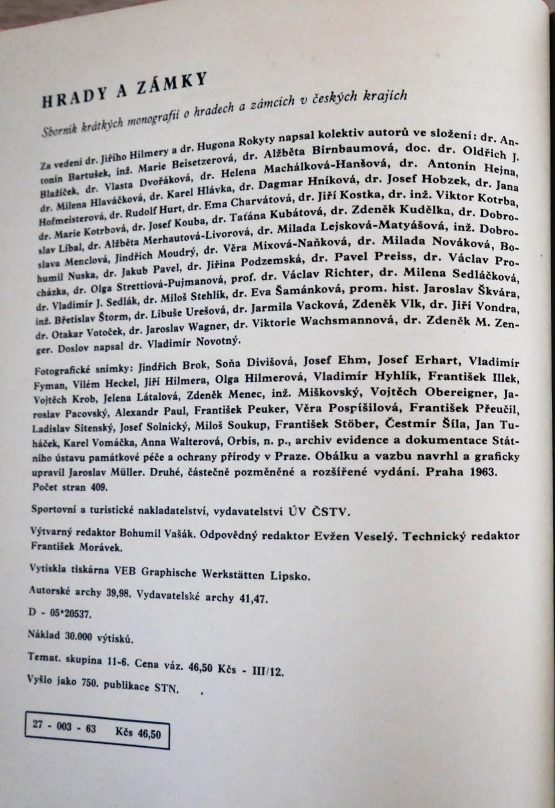 HRADY A ZÁMKY
Sborník krátkých monografií o hradech a zámcích v českých krajích
Za vedení dr. Jiřího Hilmery a dr. Hugona Rokyty napsal kolektiv autorů ve složení: dr. An-
tonín Bartušek, inž. Marie Beisetzerová, dr. Alžběta Birnbaumová, doc. dr. Oldřich J.
Blažíček, dr. Vlasta Dvořáková, dr. Helena Machálková-Hanšová, dr. Antonín Hejna,
dr. Milena Hlaváčková, dr. Karel Hlávka, dr. Dagmar Hníková, dr. Josef Hobzek, dr. Jana
Hofmeisterová, dr. Rudolf Hurt, dr. Ema Charvátová, dr. Jiří Kostka, dr. inž. Viktor Kotrba,
dr. Marie Kotrbová, dr. Josef Kouba, dr. Taťána Kubátová, dr. Zdeněk Kudělka, dr. Dobro-
slav Líbal, dr. Alžběta Merhautová-Livorová, dr. Milada Lejsková-Matyášová, inž. Dobro-
slava Menclová, Jindřich Moudrý, dr. Věra Mixová-Naňková, dr. Milada Nováková, Bo-
humil Nuska, dr. Jakub Pavel, dr. Jiřina Podzemská, dr. Pavel Preiss, dr. Václav Pro-
cházka, dr. Olga Strettiová-Pujmanová, prof. dr. Václav Richter, dr. Milena Sedláčková,
dr. Vladimír J. Sedlák, dr. Miloš Stehlík, dr. Eva Šamánková, prom. hist. Jaroslav Škvára,
inž. Břetislav Štorm, dr. Libuše Urešová, dr. Jarmila Vacková, Zdeněk Vlk, dr. Jiří Vondra,
dr. Otakar Votoček, dr. Jaroslav Wagner, dr. Viktorie Wachsmannová, dr. Zdeněk M. Zen-
ger. Doslov napsal dr. Vladimír Novotný.
Fotografické snímky: Jindřich Brok, Soňa Divišová, Josef Ehm, Josef Erhart, Vladimír
Fyman, Vilém Heckel, Jiří Hilmera, Olga Hilmerová, Vladimír Hyhlík, František Illek,
Vojtěch Krob, Jelena Látalová, Zdeněk Menec, inž. Miškovský, Vojtěch Obereigner, Ja-
roslav Pacovský, Alexandr Paul, František Peuker, Věra Pospíšilová, František Přeučil,
Ladislav Sitenský, Josef Solnický, Miloš Soukup, František Stöber, Čestmír Šíla, Jan Tu-
háček, Karel Vomáčka, Anna Walterová, Orbis, n. p., archiv evidence a dokumentace Stát-
ního ústavu památkové péče a ochrany přírody v Praze. Obálku a vazbu navrhl a graficky
upravil Jaroslav Müller. Druhé, částečně pozměněné a rozšířené vydání. Praha 1963.
Počet stran 409.
Sportovní a turistické nakladatelství, vydavatelství ÚV ČSTV.
Výtvarný redaktor Bohumil Vašák. Odpovědný redaktor Evžen Veselý. Technický redaktor
František Morávek.
Vytiskla tiskárna VEB Graphische Werkstätten Lipsko.
Autorské archy 39,98. Vydavatelské archy 41,47.
D - 05*20537.
Náklad 30.000 výtisků.
Temat. skupina 11-6. Cena váz. 46,50 Kčs - III/12.
Vyšlo jako 750. publikace STN.
27 - 003 - 63 Kčs 46,50